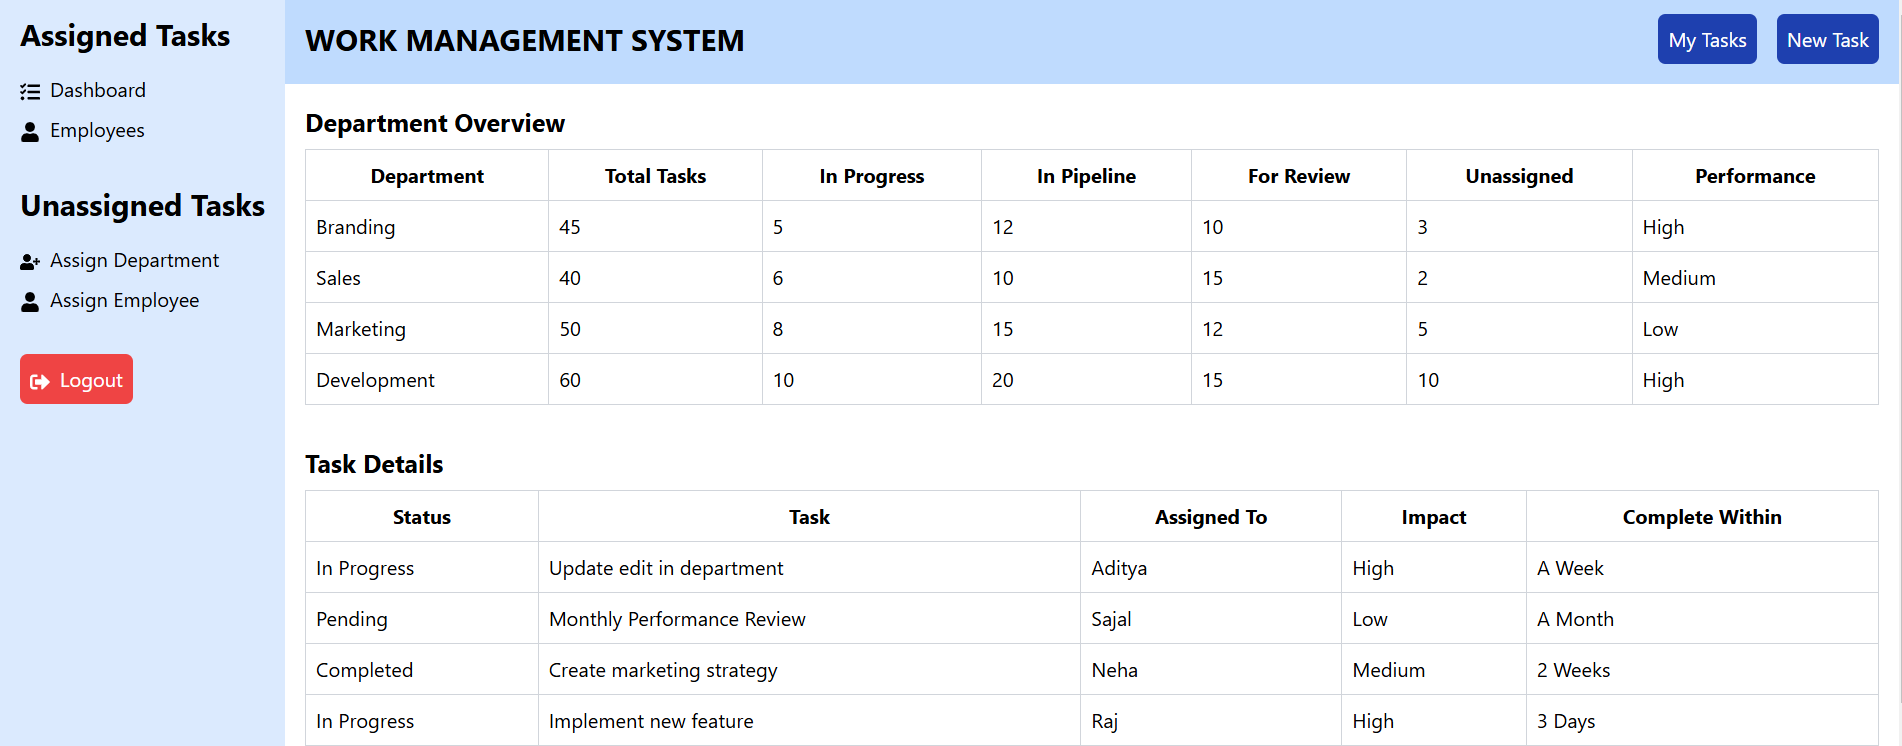 Assigned Tasks
Dashboard
Employees
Unassigned Tasks
Assign Department
Assign Employee
Logout
WORK MANAGEMENT SYSTEM
My Tasks New Task
Department Overview
Department Total Tasks In Progress In Pipeline For Review Unassigned Performance
Branding 45 5 12 10 3 High
Sales 40 6 10 15 2 Medium
Marketing 50 8 15 12 5 Low
Development 60 10 20 15 10 High
Task Details
Status Task Assigned To Impact Complete Within
In Progress Update edit in department Aditya High A Week
Pending Monthly Performance Review Sajal Low A Month
Completed Create marketing strategy Neha Medium 2 Weeks
In Progress Implement new feature Raj High 3 Days